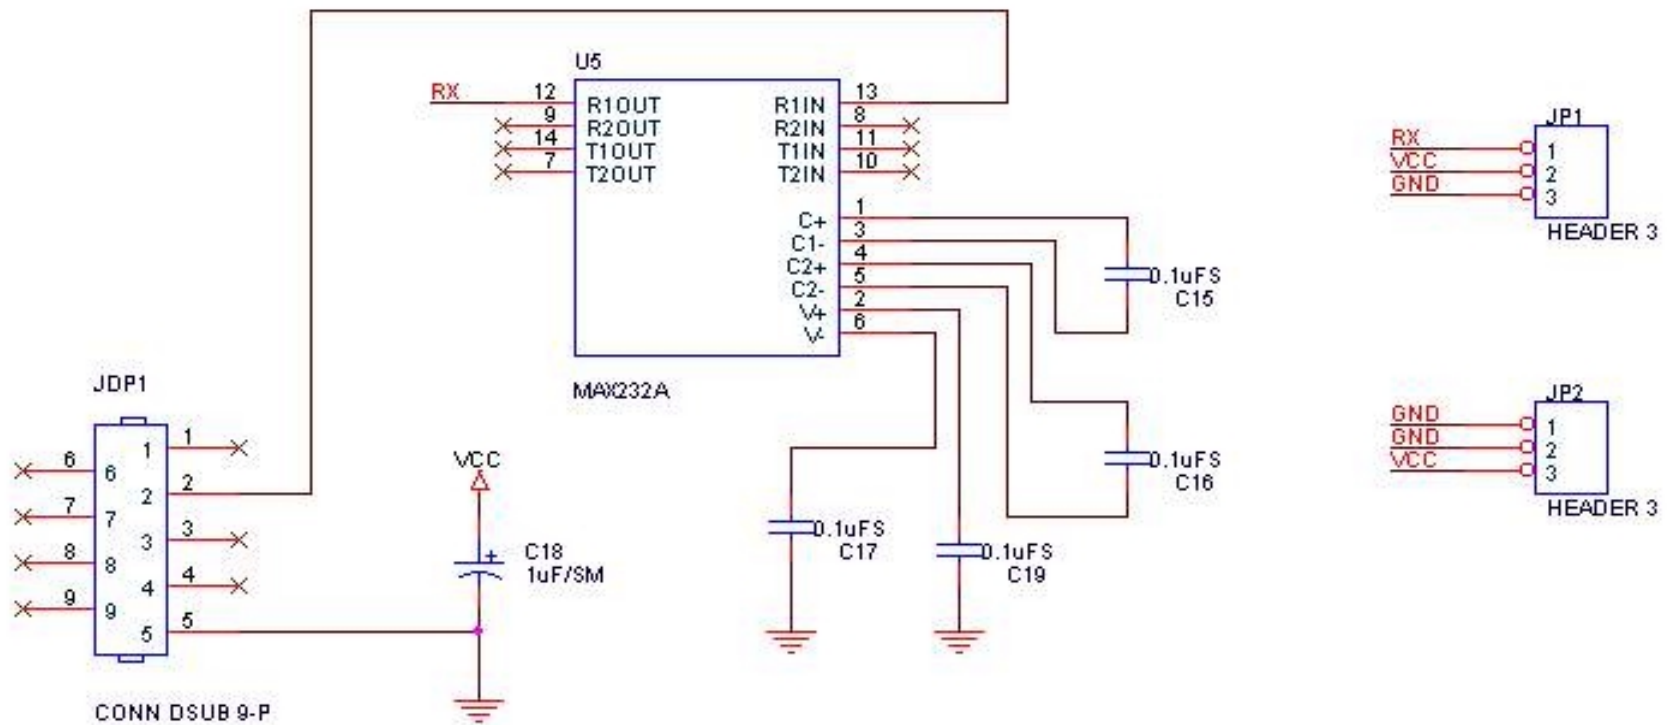 U5
RX 12 R1OUT R1IN 13
9 R2OUT R2IN 8
14 T1OUT T1IN 11
7 T2OUT T2IN 10
C+ 1
C1- 3
C2+ 4
C2- 5
V+ 2
V- 6
MAX232A
0.1uFS
C15
0.1uFS
C16
0.1uFS
C17
0.1uFS
C19
JP1
RX 1
VCC 2
GND 3
HEADER 3
JP2
GND 1
GND 2
VCC 3
HEADER 3
JDP1
1 1
6 6
2 2
7 7
3 3
8 8
4 4
9 9
5 5
CONN DSUB 9-P
VCC
+
C18
1uF/SM